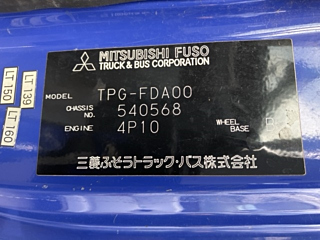 MITSUBISHI FUSO
TRUCK & BUS CORPORATION
MODEL TPG-FDA00
CHASSIS NO. 540568
ENGINE 4P10 WHEEL BASE
三菱ふそうトラック・バス株式会社
LT139
LT150
LT160